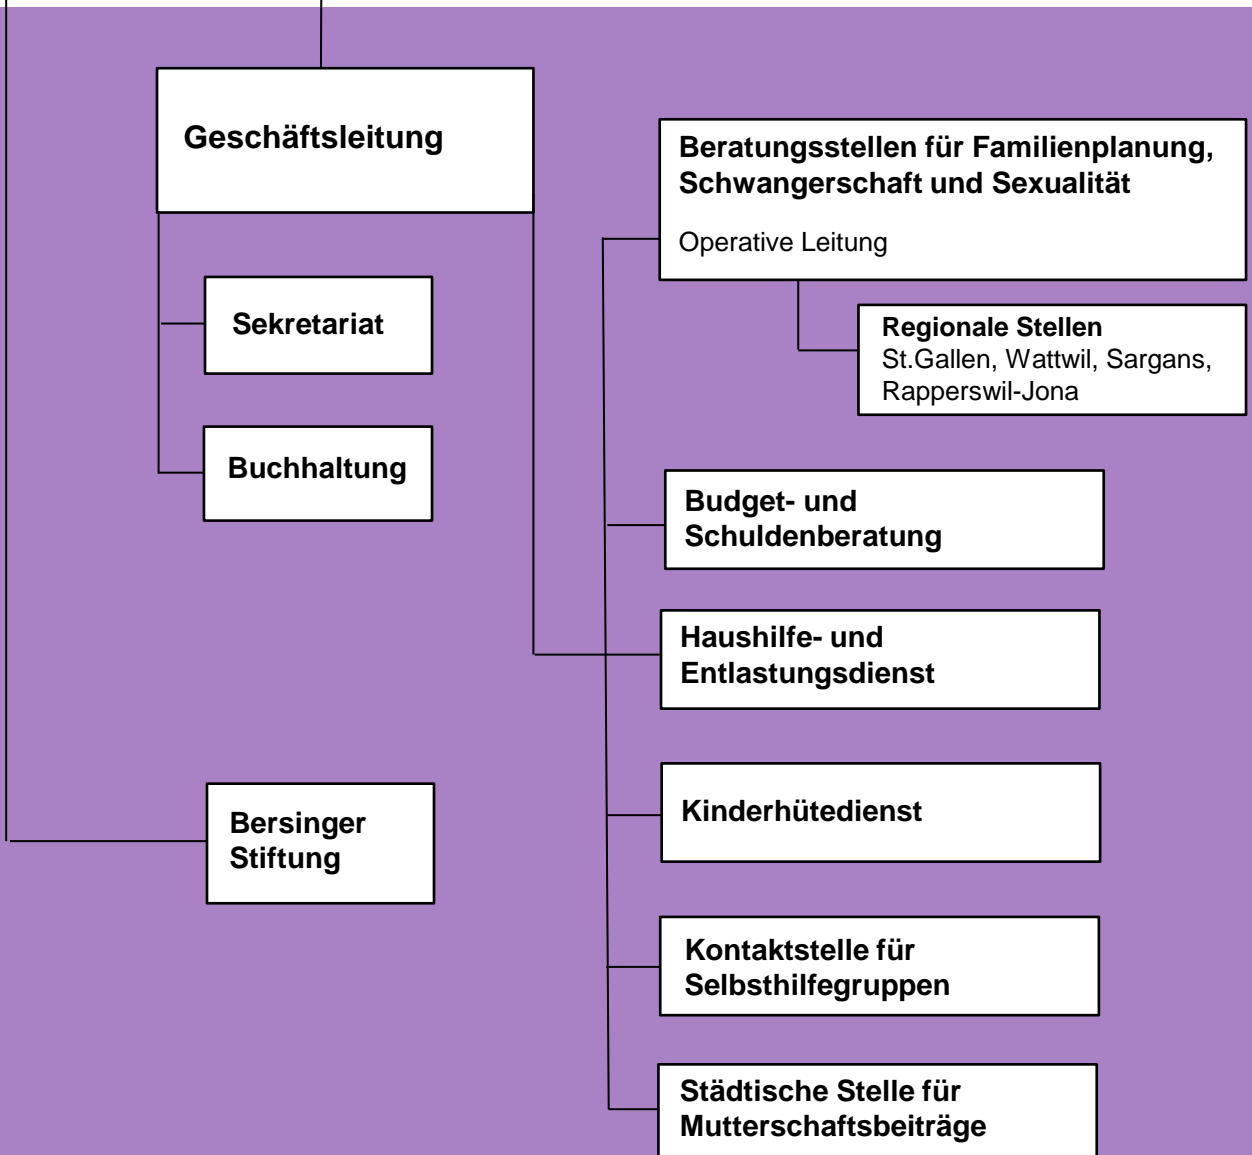 Geschäftsleitung
Sekretariat
Buchhaltung
Bersinger
Stiftung
Beratungsstellen für Familienplanung,
Schwangerschaft und Sexualität
Operative Leitung
Regionale Stellen
St.Gallen, Wattwil, Sargans,
Rapperswil-Jona
Budget- und
Schuldenberatung
Haushilfe- und
Entlastungsdienst
Kinderhütedienst
Kontaktstelle für
Selbsthilfegruppen
Städtische Stelle für
Mutterschaftsbeiträge